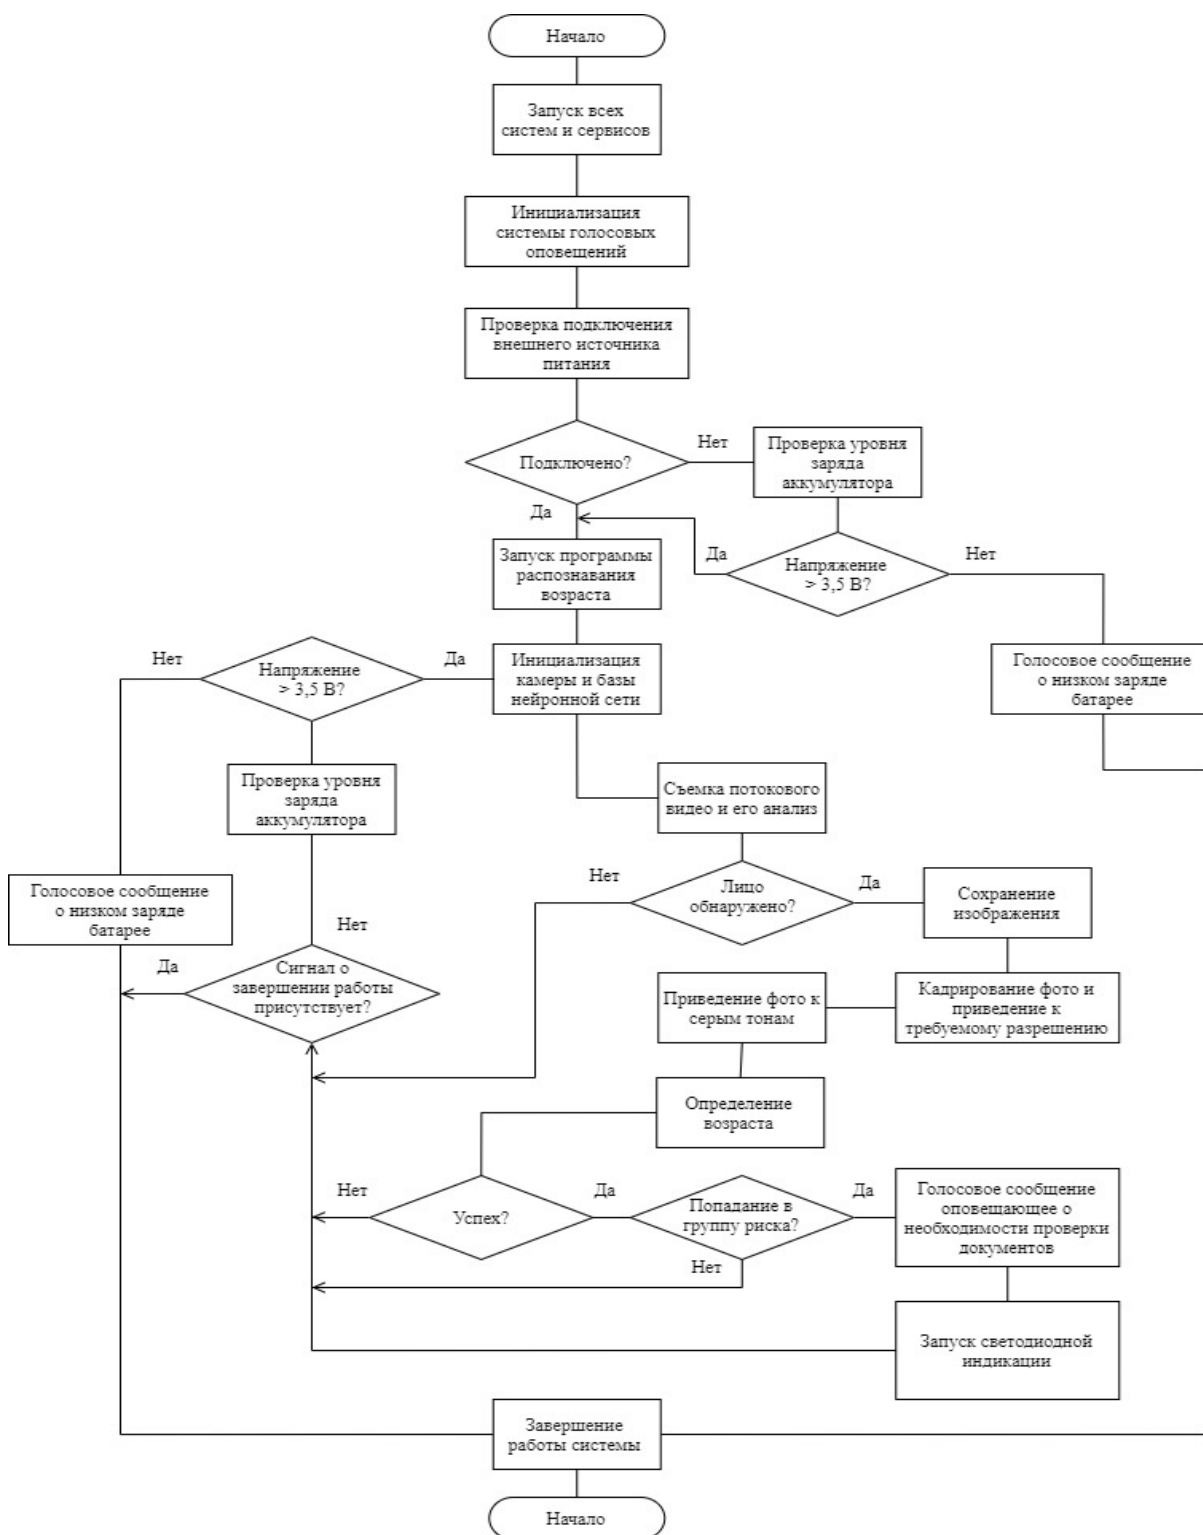 Начало
Запуск всех
систем и сервисов
Инициализация
системы голосовых
оповещений
Проверка подключения
внешнего источника
питания
Подключено?
Нет
Проверка уровня
заряда
аккумулятора
Да
Запуск программы
распознавания
возраста
Да
Напряжение
> 3,5 В?
Нет
Нет
Напряжение
> 3,5 В?
Да
Инициализация
камеры и базы
нейронной сети
Голосовое сообщение
о низком заряде
батарее
Проверка уровня
заряда
аккумулятора
Съемка потокового
видео и его анализ
Голосовое сообщение
о низком заряде
батарее
Нет
Лицо
обнаружено?
Да
Сохранение
изображения
Нет
Да
Сигнал о
завершении работы
присутствует?
Приведение фото к
серым тонам
Кадрирование фото и
приведение к
требуемому разрешению
Определение
возраста
Нет
Успех?
Да
Попадание в
группу риска?
Да
Голосовое сообщение
оповещающее о
необходимости проверки
документов
Нет
Запуск светодиодной
индикации
Завершение
работы системы
Начало